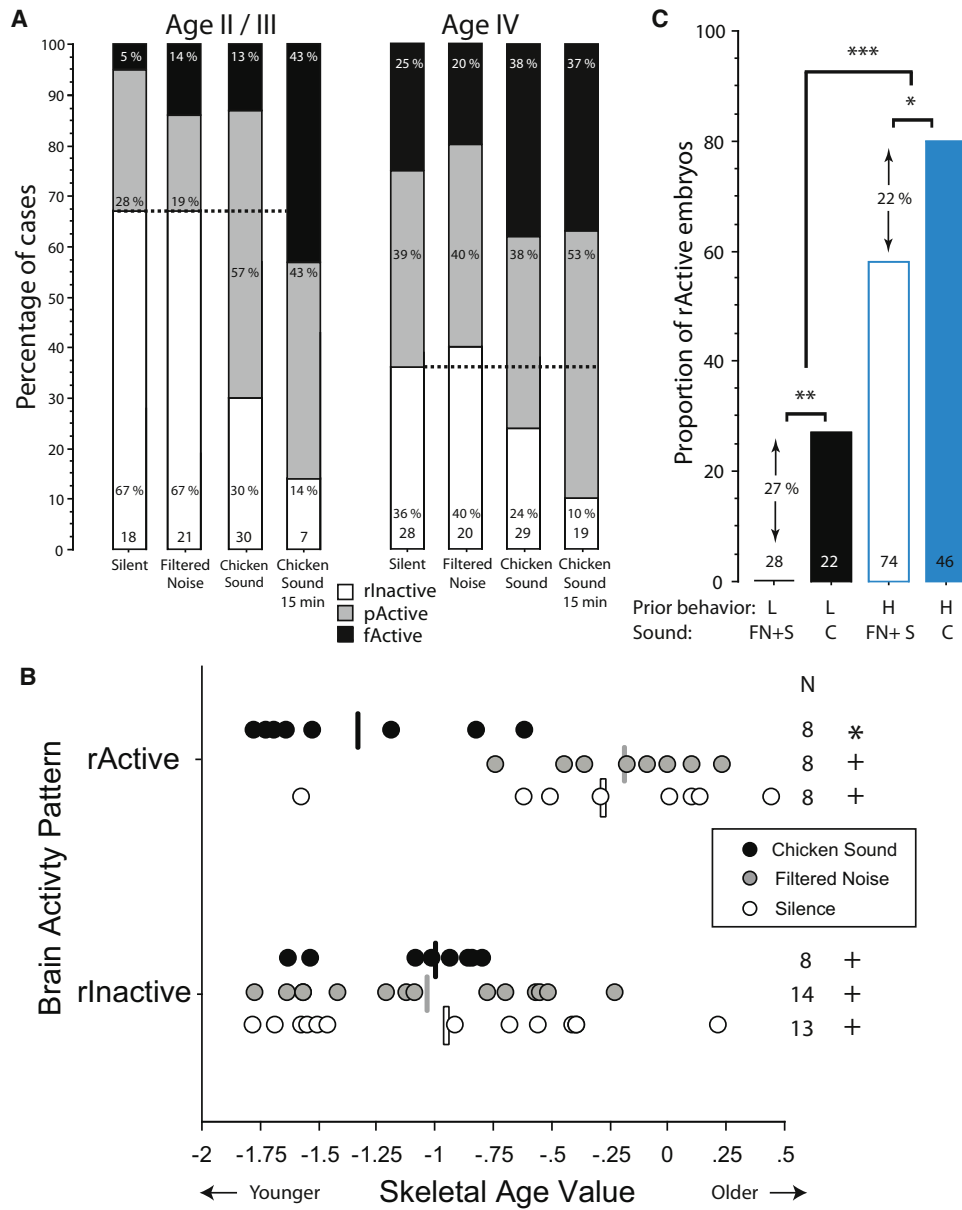 A
Age II / III
Age IV
Percentage of cases
100
90
80
70
60
50
40
30
20
10
0
5 %
14 %
13 %
43 %
28 %
19 %
57 %
43 %
67 %
67 %
30 %
14 %
18
21
30
7
25 %
20 %
38 %
37 %
39 %
40 %
38 %
53 %
36 %
40 %
24 %
10 %
28
20
29
19
Silent
Filtered
Noise
Chicken
Sound
Chicken
Sound
15 min
Silent
Filtered
Noise
Chicken
Sound
Chicken
Sound
15 min
rInactive
pActive
fActive
C
Proportion of rActive embryos
100
80
60
40
20
0
***
*
**
22 %
27 %
28
22
74
46
Prior behavior: L L H H
Sound: FN+S C FN+ S C
B
Brain Activty Pattern
rActive
rInactive
N
8 *
8 +
8 +
Chicken Sound
Filtered Noise
Silence
8 +
14 +
13 +
-2 -1.75 -1.5 -1.25 -1 -.75 -.5 -.25 0 .25 .5
Younger Skeletal Age Value Older